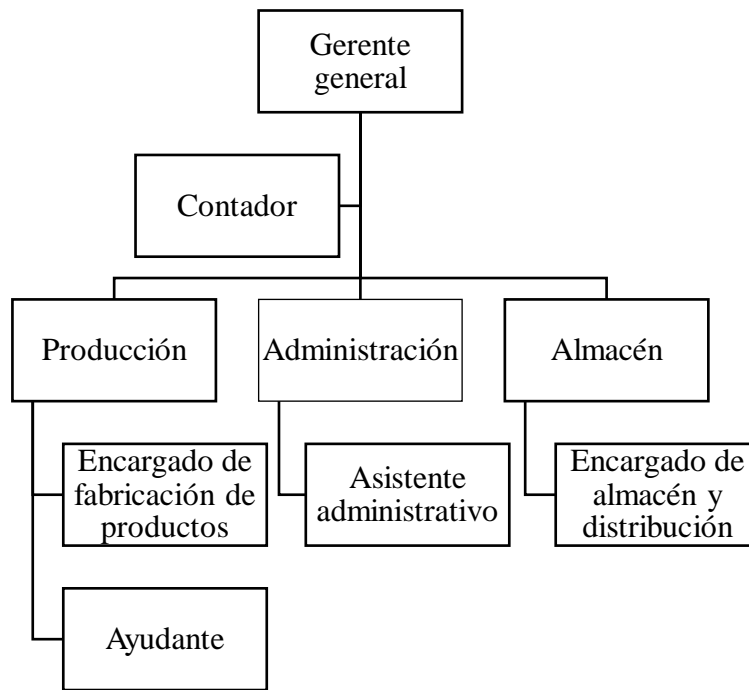 Gerente
general
Contador
Producción
Administración
Almacén
Encargado de
fabricación de
productos
Asistente
administrativo
Encargado de
almacén y
distribución
Ayudante